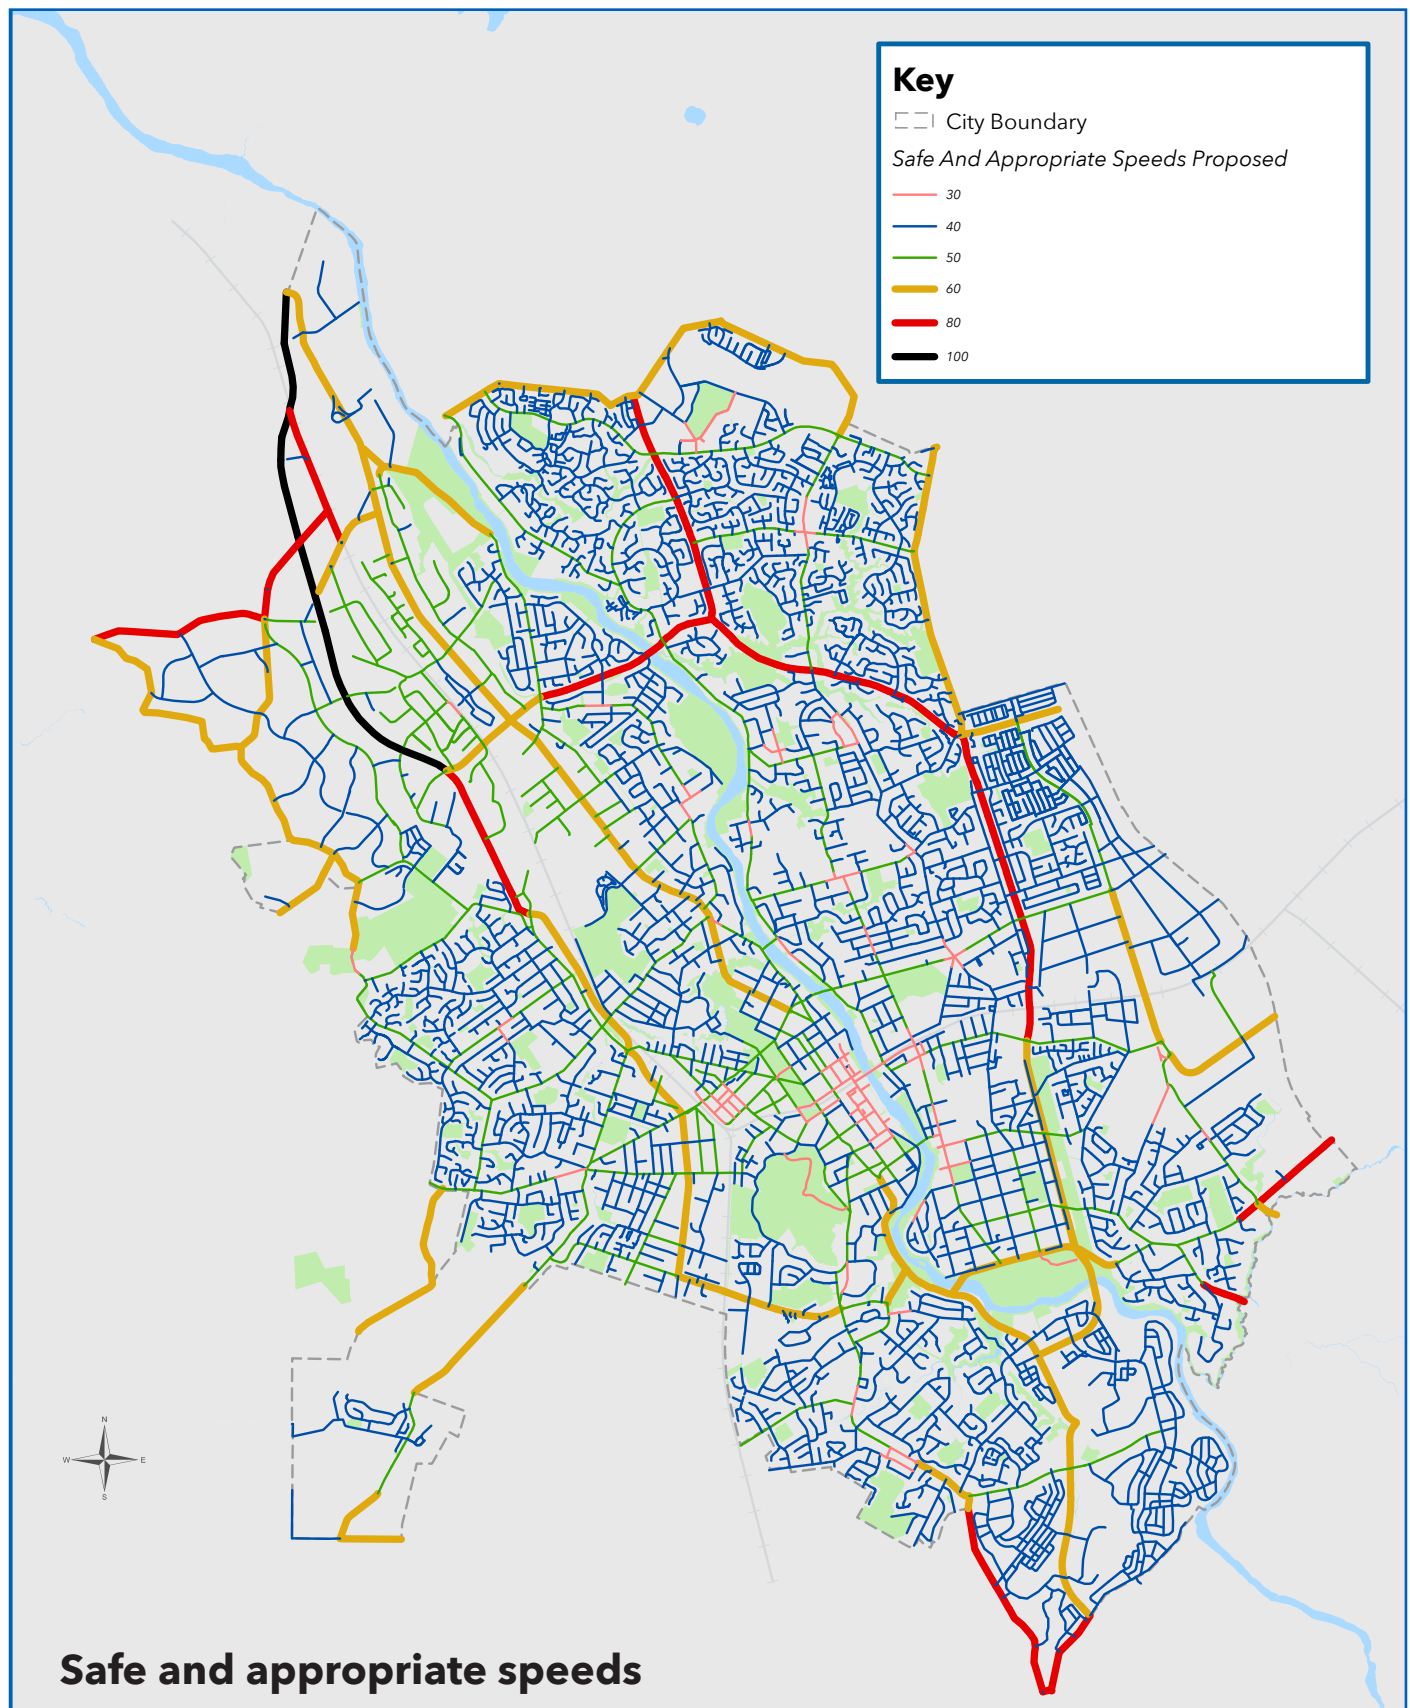 Key
City Boundary
Safe And Appropriate Speeds Proposed
30
40
50
60
80
100
N
W E
S
Safe and appropriate speeds